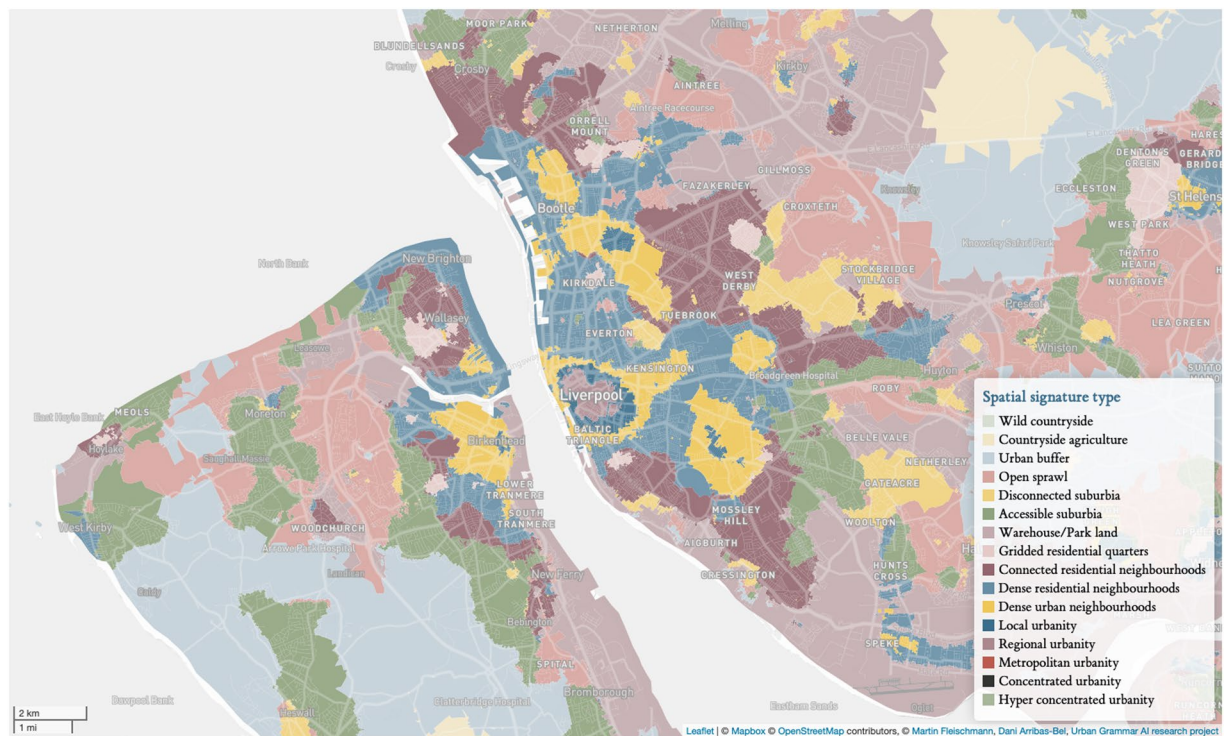 MOOR PARK
NETHERTON
Melling
BLUNDELLSANDS
Crosby
Crosby
Kirkby
AINTREE
Aintree Racecourse
ORRELL
MOUNT
DENTON'S
GREEN
GERARD
BRIDGE
GILLMOSS
FAZAKERLEY
ECCLESTON
Knowsley
St Helens
Bootle
CROXTETH
WEST PARK
Knowsley Safari Park
North Bank
New Brighton
THATTO
HEATH
STOCKBRIDGE
VILLAGE
WEST
DERBY
KIRKDALE
NUTGROVE
Prescot
Wallasey
TUEBROOK
LEA GREEN
EVERTON
Leasowe
Whiston
KENSINGTON
Broadgreen Hospital
Huyton
ROBY
Liverpool
East Hoyle Bank
MEOLS
Moreton
BALTIC
TRIANGLE
Birkenhead
BELLE VALE
Hoylake
Saughall Massie
NETHERLEY
LOWER
TRANMERE
GATEACRE
SOUTH
TRANMERE
MOSSLEY
HILL
WOOLTON
West Kirby
WOODCHURCH
Arrowe Park Hospital
AIGBURTH
HUNTS
CROSS
Landican
New Ferry
CRESSINGTON
Caldy
Bebington
SPEKE
SPITAL
Bromborough
Dawpool Bank
Clatterbridge Hospital
Eastham Sands
Oglet
Heswall
Spatial signature type
Wild countryside
Countryside agriculture
Urban buffer
Open sprawl
Disconnected suburbia
Accessible suburbia
Warehouse/Park land
Gridded residential quarters
Connected residential neighbourhoods
Dense residential neighbourhoods
Dense urban neighbourhoods
Local urbanity
Regional urbanity
Metropolitan urbanity
Concentrated urbanity
Hyper concentrated urbanity
2 km
1 mi
Leaflet | © Mapbox © OpenStreetMap contributors, © Martin Fleischmann, Dani Arribas-Bel, Urban Grammar AI research project